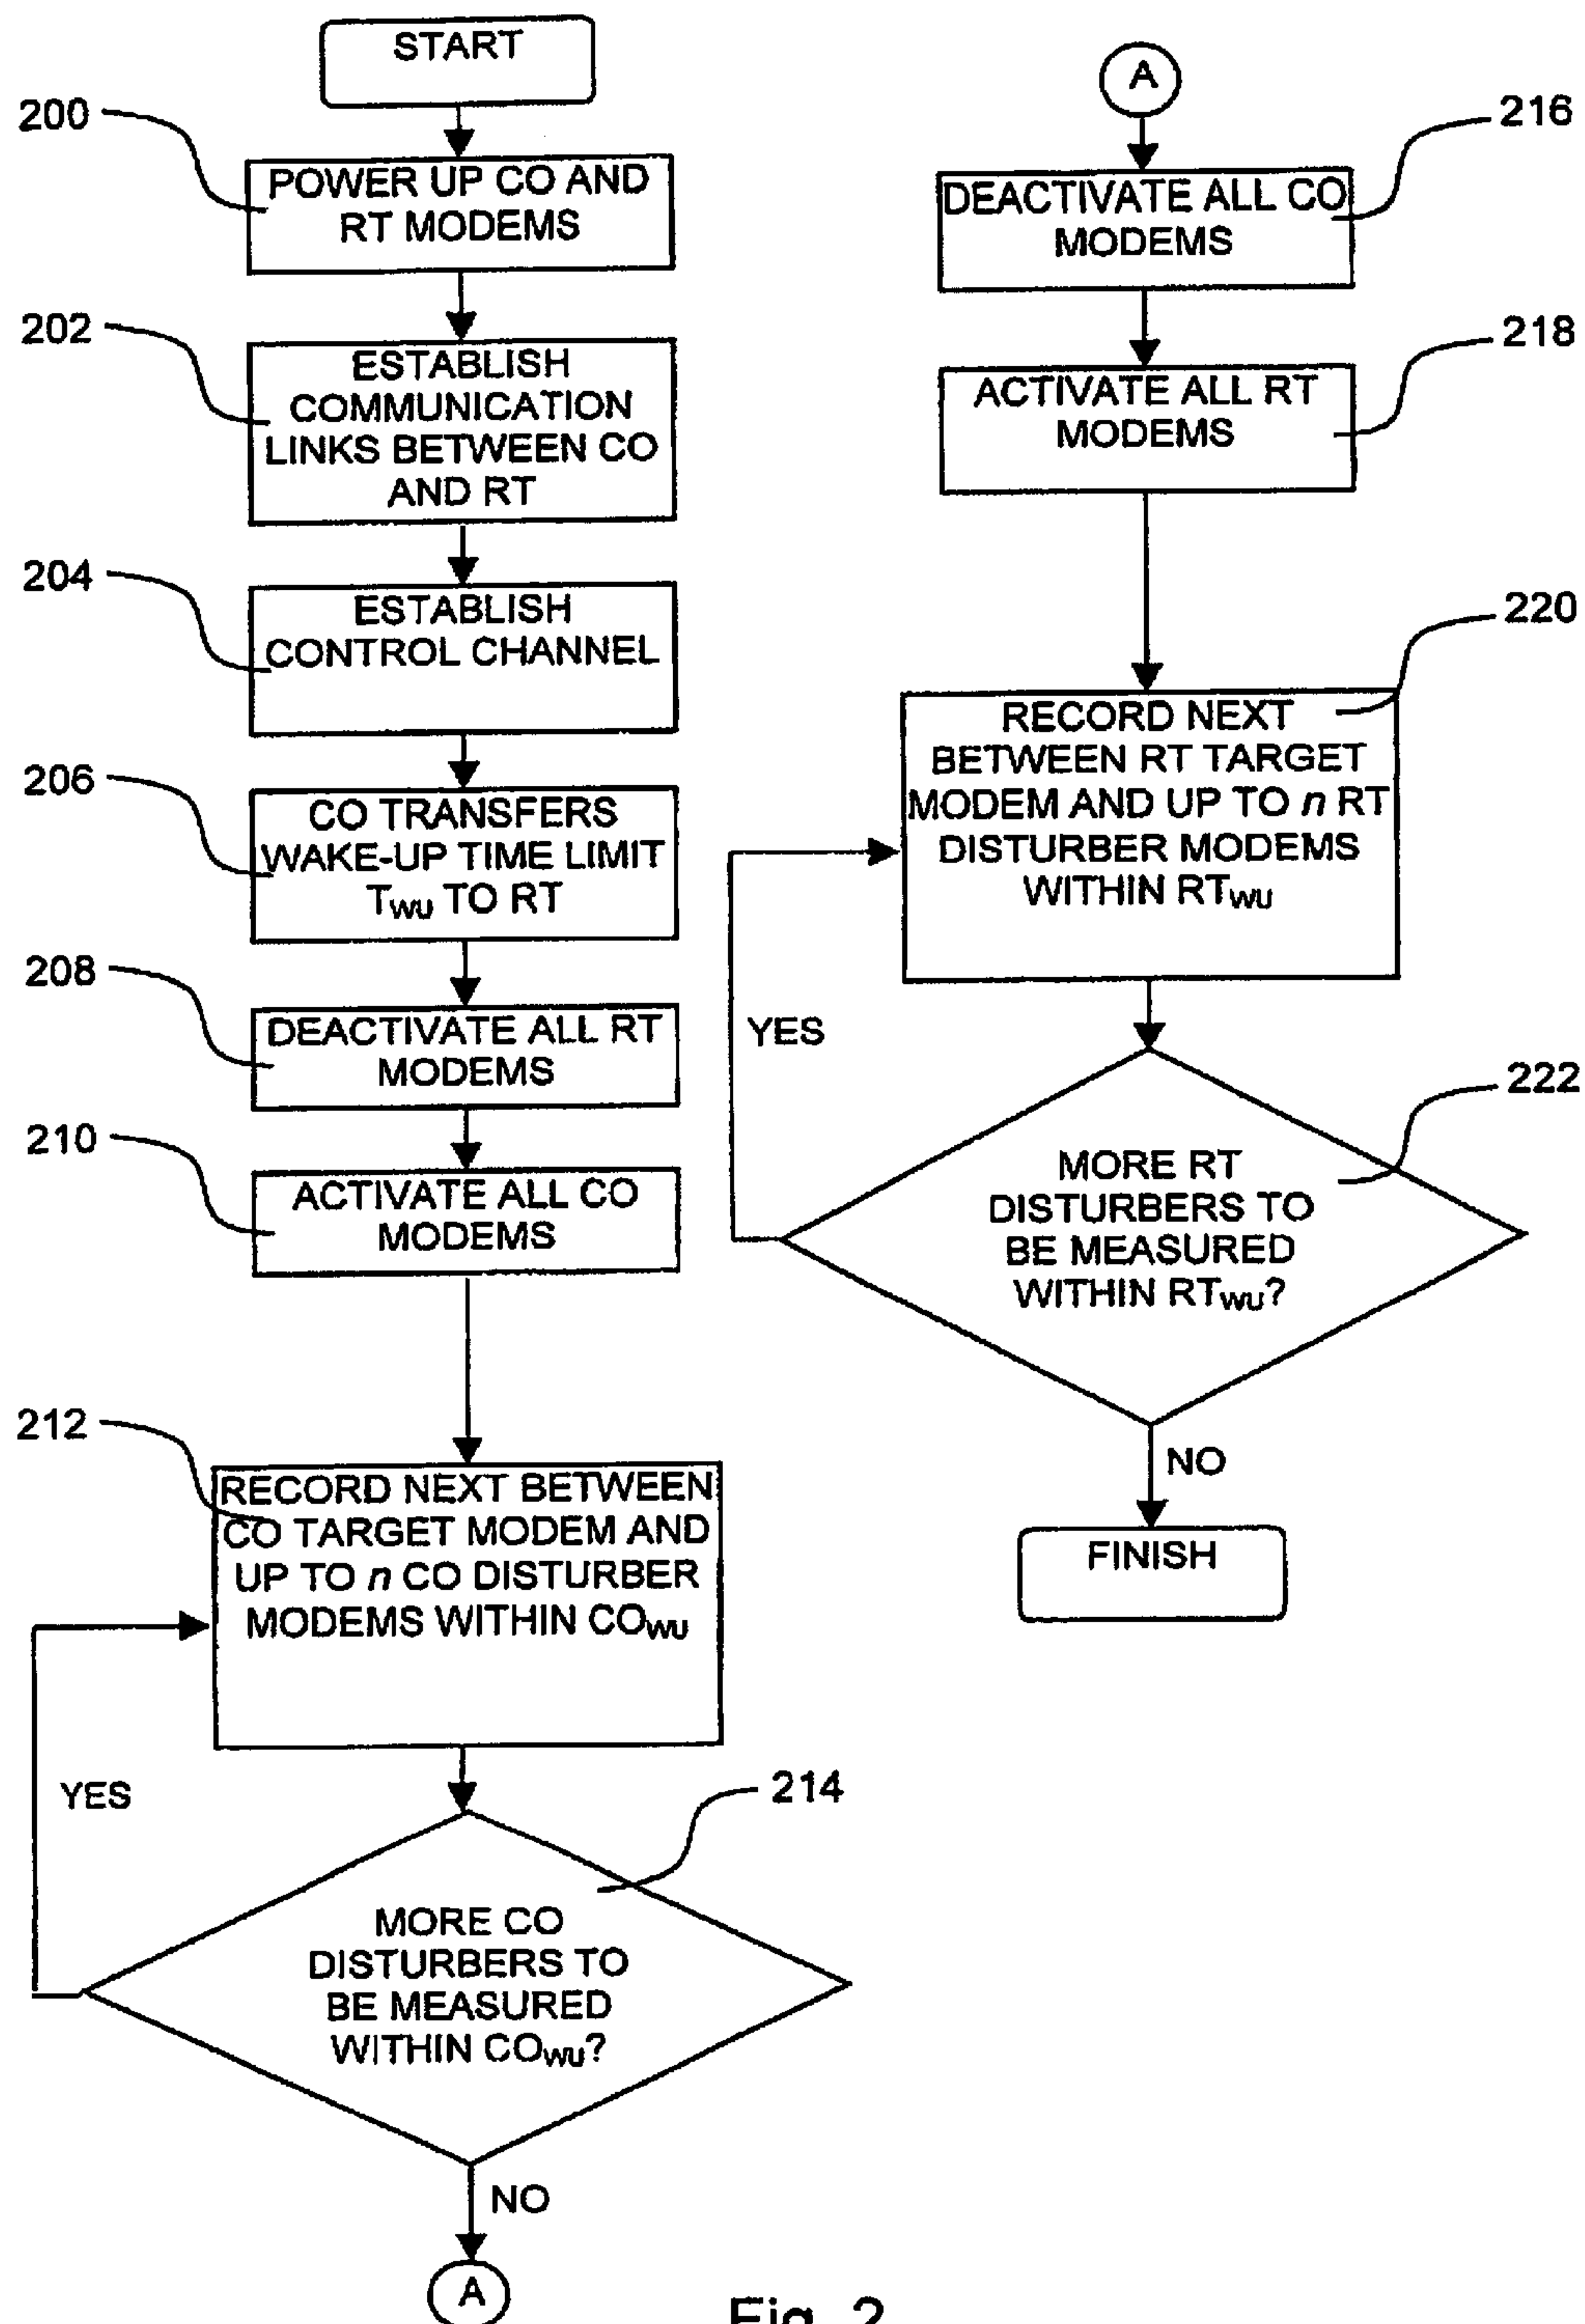 START
200
POWER UP CO AND
RT MODEMS
202
ESTABLISH
COMMUNICATION
LINKS BETWEEN CO
AND RT
204
ESTABLISH
CONTROL CHANNEL
206
CO TRANSFERS
WAKE-UP TIME LIMIT
TWU TO RT
208
DEACTIVATE ALL RT
MODEMS
210
ACTIVATE ALL CO
MODEMS
212
RECORD NEXT BETWEEN
CO TARGET MODEM AND
UP TO n CO DISTURBER
MODEMS WITHIN COWU
YES
214
MORE CO
DISTURBERS TO
BE MEASURED
WITHIN COWU?
NO
A
A
216
DEACTIVATE ALL CO
MODEMS
218
ACTIVATE ALL RT
MODEMS
220
RECORD NEXT
BETWEEN RT TARGET
MODEM AND UP TO n RT
DISTURBER MODEMS
WITHIN RTWU
YES
222
MORE RT
DISTURBERS TO
BE MEASURED
WITHIN RTWU?
NO
FINISH
Fig. 2